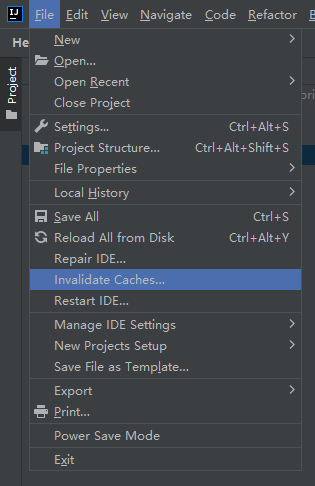 IJ File Edit View Navigate Code Refactor
He
Project
New
Open...
Open Recent
Close Project
Settings... Ctrl+Alt+S
Project Structure... Ctrl+Alt+Shift+S
File Properties
Local History
Save All Ctrl+S
Reload All from Disk Ctrl+Alt+Y
Repair IDE...
Invalidate Caches...
Restart IDE...
Manage IDE Settings
New Projects Setup
Save File as Template...
Export
Print...
Power Save Mode
Exit